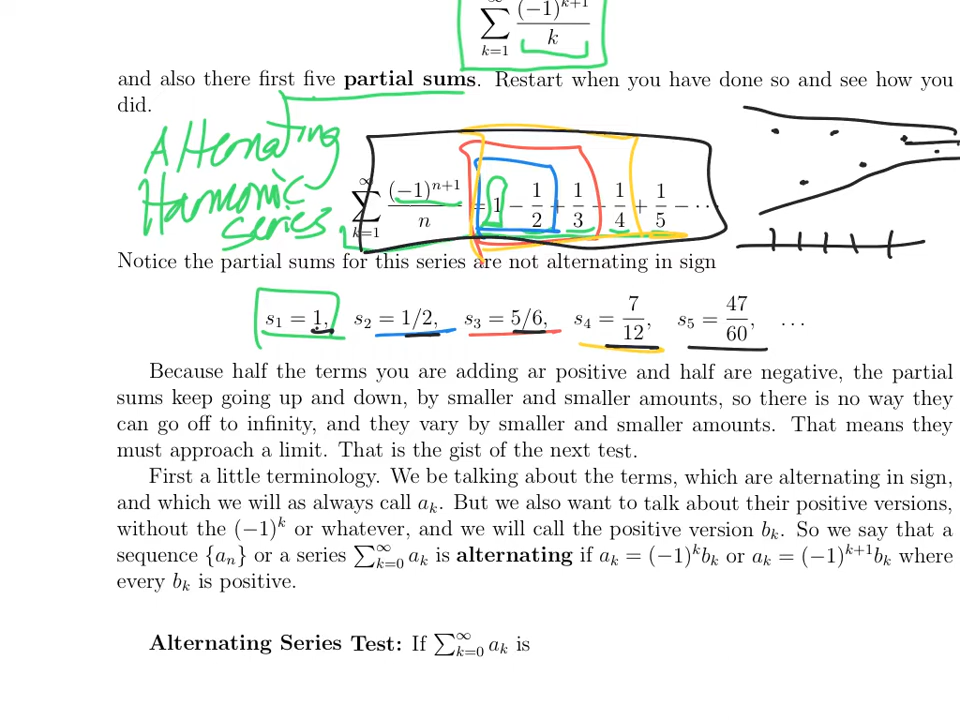 ∑_{k=1}^{∞} (−1)^{k+1} / k
and also there first five partial sums. Restart when you have done so and see how you
did.
Alternating
Harmonic
series
∑_{k=1}^{∞} (−1)^{n+1} / n = 1 − 1/2 + 1/3 − 1/4 + 1/5 − ⋯
Notice the partial sums for this series are not alternating in sign
s₁ = 1, s₂ = 1/2, s₃ = 5/6, s₄ = 7/12, s₅ = 47/60, …
Because half the terms you are adding ar positive and half are negative, the partial
sums keep going up and down, by smaller and smaller amounts, so there is no way they
can go off to infinity, and they vary by smaller and smaller amounts. That means they
must approach a limit. That is the gist of the next test.
First a little terminology. We be talking about the terms, which are alternating in sign,
and which we will as always call a_k. But we also want to talk about their positive versions,
without the (−1)^k or whatever, and we will call the positive version b_k. So we say that a
sequence {a_n} or a series ∑_{k=0}^{∞} a_k is alternating if a_k = (−1)^k b_k or a_k = (−1)^{k+1} b_k where
every b_k is positive.
Alternating Series Test: If ∑_{k=0}^{∞} a_k is